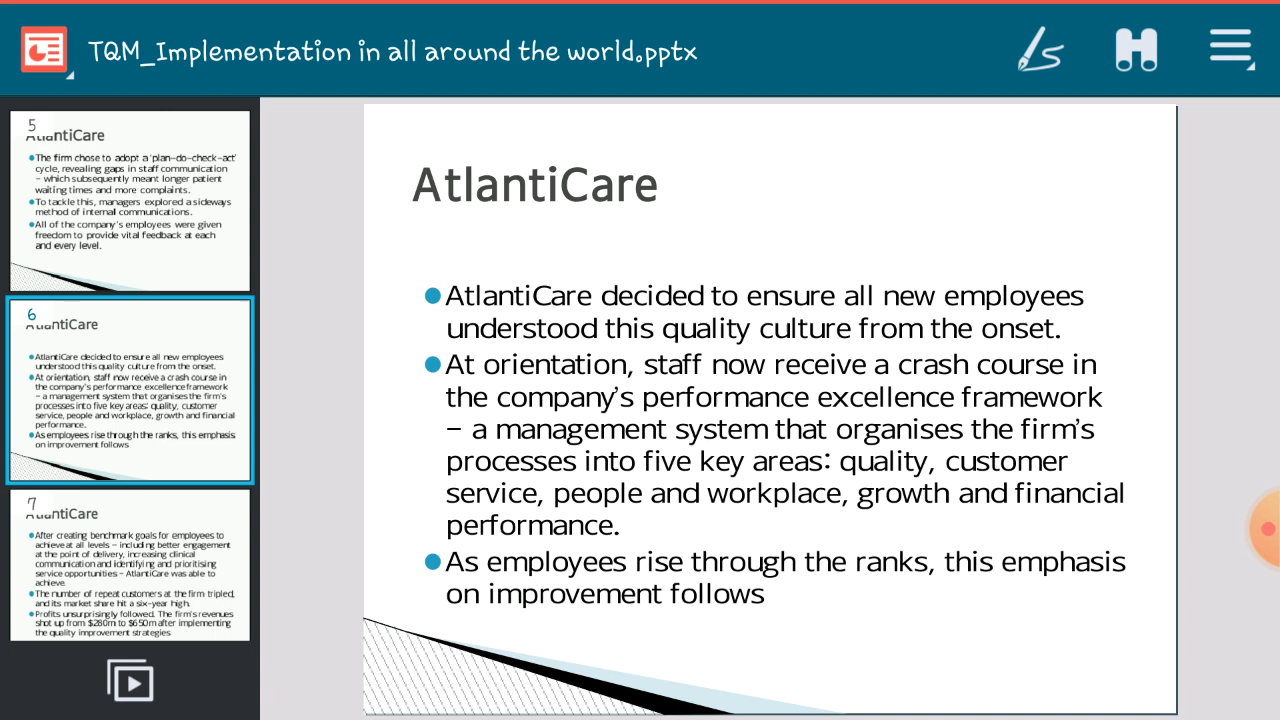 TQM_Implementation in all around the world.pptx
5
AtlantiCare
●The firm chose to adopt a 'plan-do-check-act'
cycle, revealing gaps in staff communication
– which subsequently meant longer patient
waiting times and more complaints.
●To tackle this, managers explored a sideways
method of internal communications.
●All of the company's employees were given
freedom to provide vital feedback at each
and every level.
6
AtlantiCare
●AtlantiCare decided to ensure all new employees
understood this quality culture from the onset.
●At orientation, staff now receive a crash course in
the company's performance excellence framework
– a management system that organises the firm's
processes into five key areas: quality, customer
service, people and workplace, growth and financial
performance.
●As employees rise through the ranks, this emphasis
on improvement follows
7
AtlantiCare
●After creating benchmark goals for employees to
achieve at all levels – including better engagement
at the point of delivery, increasing clinical
communication and identifying and prioritising
service opportunities – AtlantiCare was able to
achieve.
●The number of repeat customers at the firm tripled,
and its market share hit a six-year high.
●Profits unsurprisingly followed. The firm's revenues
shot up from $280m to $650m after implementing
the quality improvement strategies
AtlantiCare
●AtlantiCare decided to ensure all new employees
understood this quality culture from the onset.
●At orientation, staff now receive a crash course in
the company's performance excellence framework
– a management system that organises the firm's
processes into five key areas: quality, customer
service, people and workplace, growth and financial
performance.
●As employees rise through the ranks, this emphasis
on improvement follows